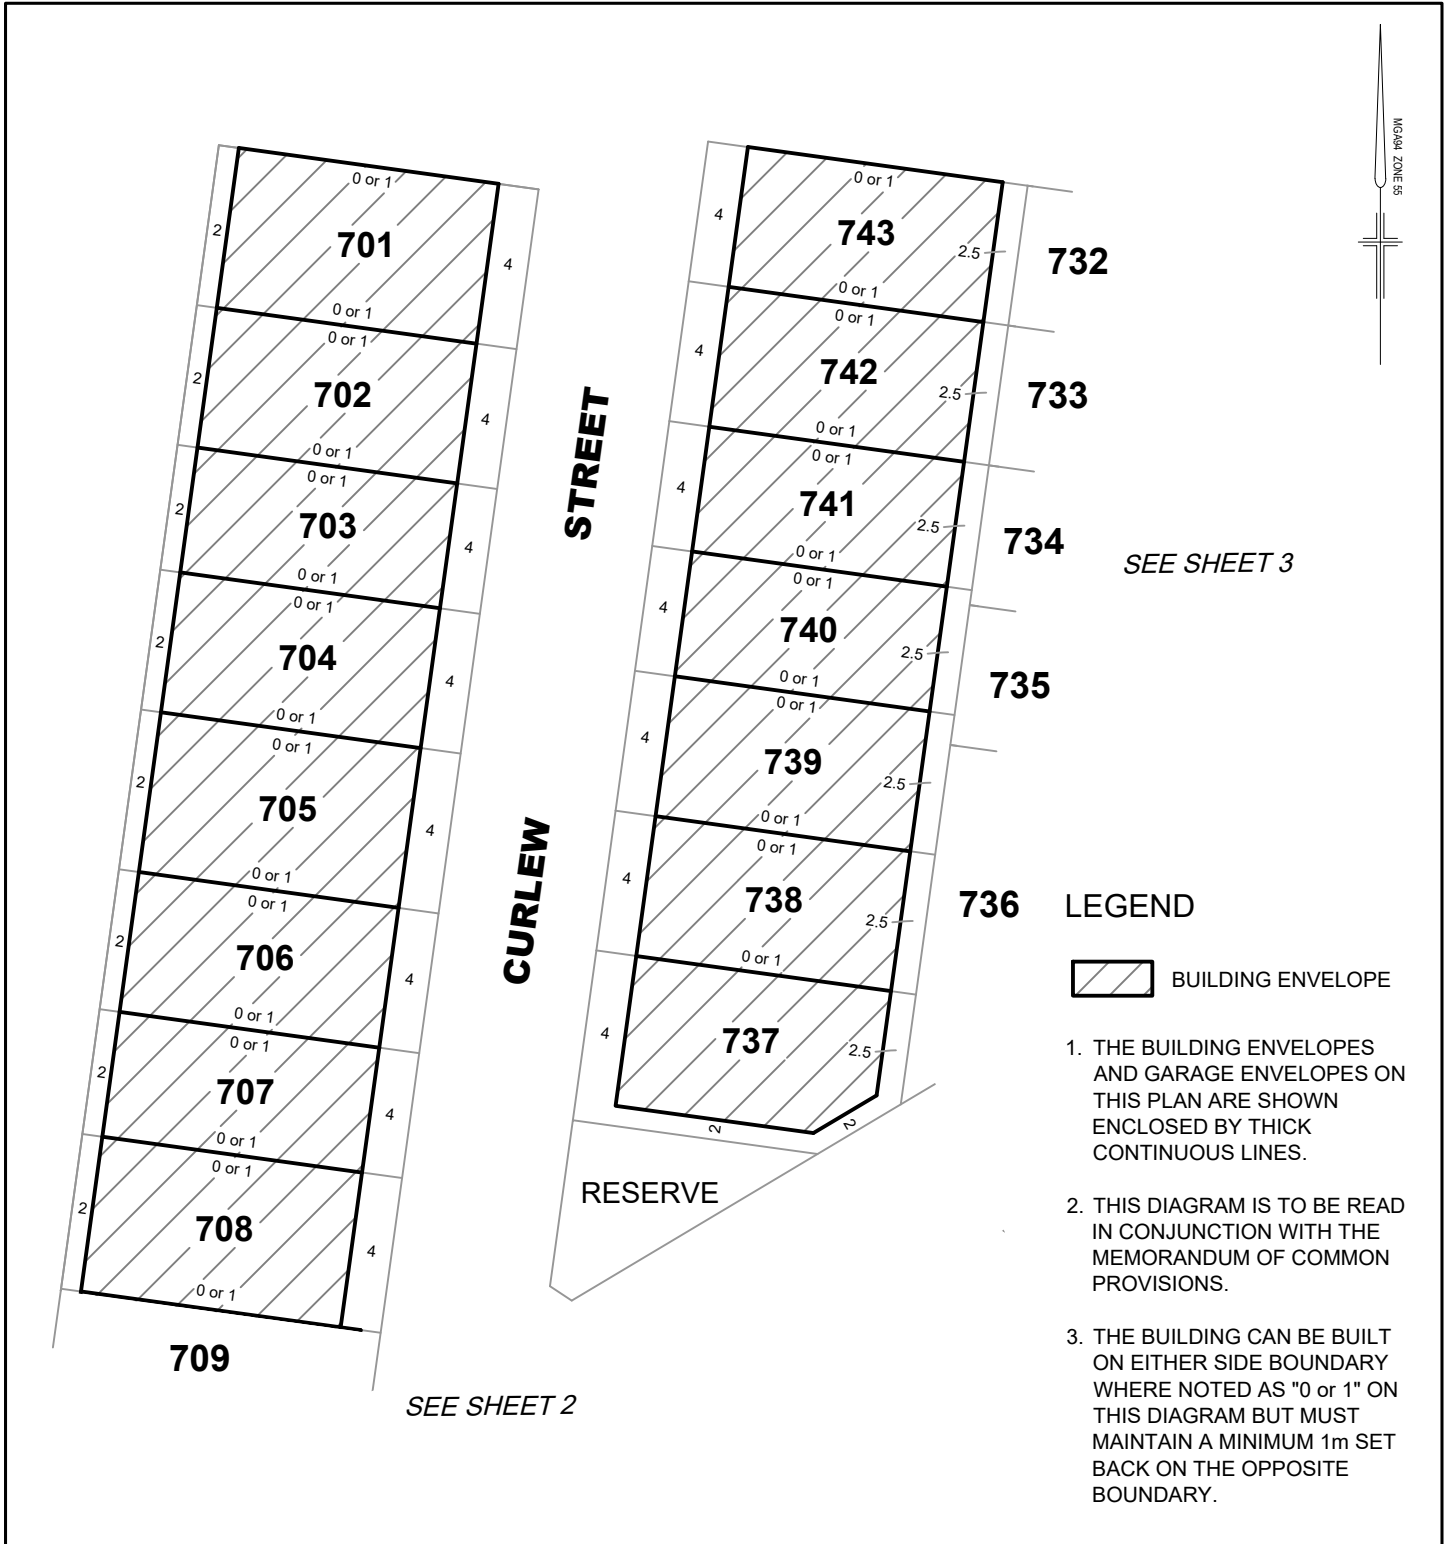 MGA94 ZONE 55
0 or 1
2
701
4
0 or 1
0 or 1
2
702
4
0 or 1
0 or 1
2
703
4
0 or 1
0 or 1
2
704
4
0 or 1
0 or 1
2
705
4
0 or 1
0 or 1
2
706
4
0 or 1
0 or 1
2
707
4
0 or 1
0 or 1
2
708
4
0 or 1
709
SEE SHEET 2
CURLEW STREET
0 or 1
4
743
2.5
0 or 1
0 or 1
4
742
2.5
0 or 1
0 or 1
4
741
2.5
0 or 1
0 or 1
4
740
2.5
0 or 1
0 or 1
4
739
2.5
0 or 1
0 or 1
4
738
2.5
0 or 1
4
737
2.5
2
2
RESERVE
732
733
734
SEE SHEET 3
735
736
LEGEND
BUILDING ENVELOPE
1. THE BUILDING ENVELOPES
AND GARAGE ENVELOPES ON
THIS PLAN ARE SHOWN
ENCLOSED BY THICK
CONTINUOUS LINES.
2. THIS DIAGRAM IS TO BE READ
IN CONJUNCTION WITH THE
MEMORANDUM OF COMMON
PROVISIONS.
3. THE BUILDING CAN BE BUILT
ON EITHER SIDE BOUNDARY
WHERE NOTED AS "0 or 1" ON
THIS DIAGRAM BUT MUST
MAINTAIN A MINIMUM 1m SET
BACK ON THE OPPOSITE
BOUNDARY.